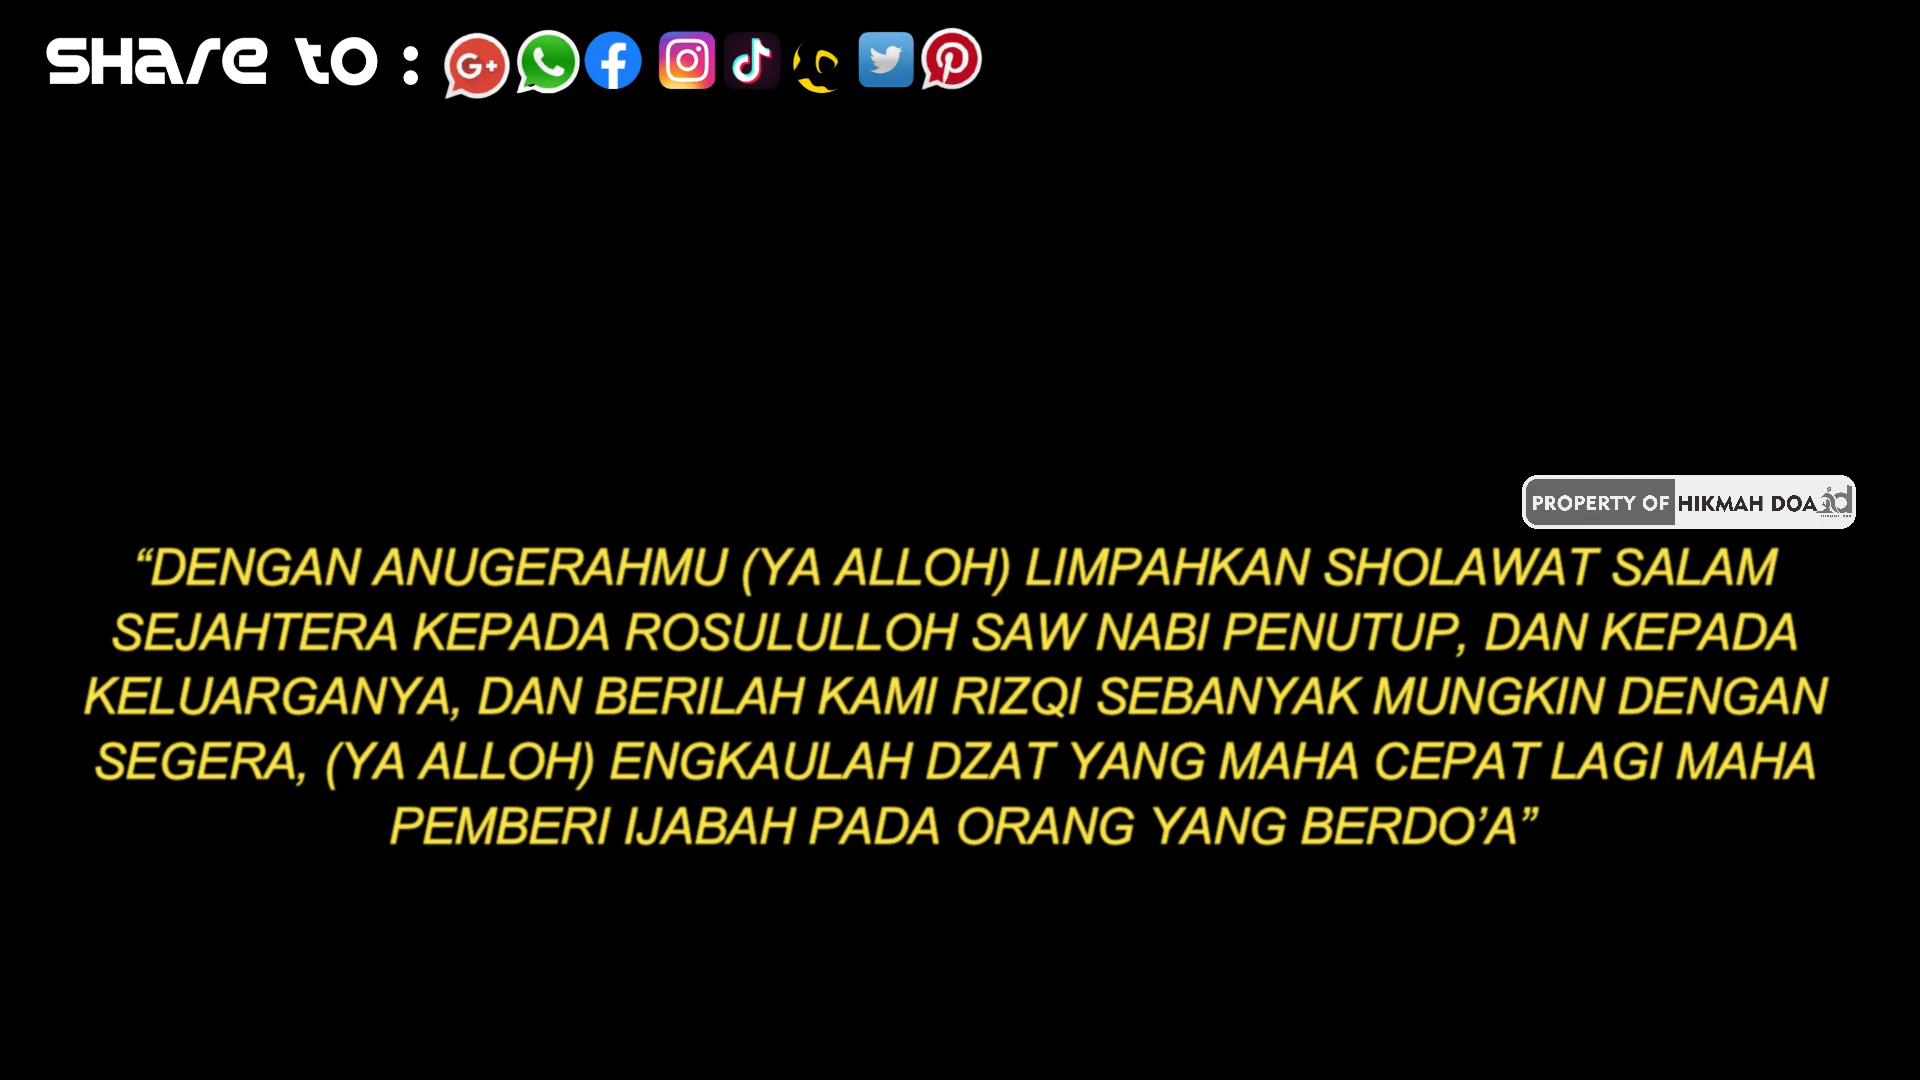 SHARE TO :
PROPERTY OF HIKMAH DOA
“DENGAN ANUGERAHMU (YA ALLOH) LIMPAHKAN SHOLAWAT SALAM
SEJAHTERA KEPADA ROSULULLOH SAW NABI PENUTUP, DAN KEPADA
KELUARGANYA, DAN BERILAH KAMI RIZQI SEBANYAK MUNGKIN DENGAN
SEGERA, (YA ALLOH) ENGKAULAH DZAT YANG MAHA CEPAT LAGI MAHA
PEMBERI IJABAH PADA ORANG YANG BERDO’A”